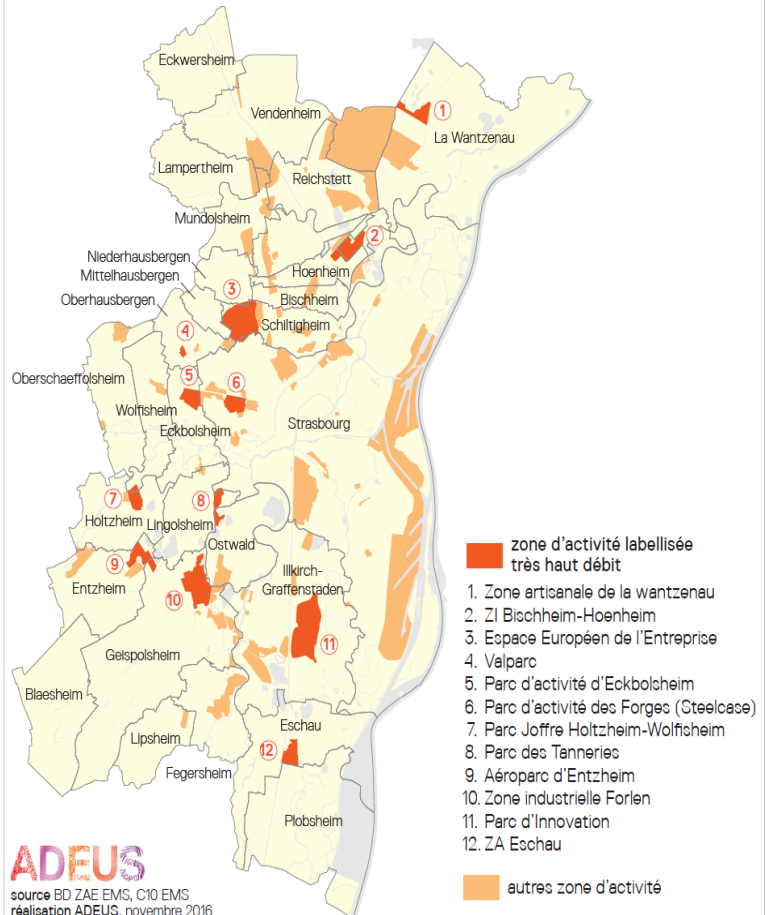 Eckwersheim
Vendenheim
1
La Wantzenau
Lampertheim
Reichstett
Mundolsheim
2
Niederhausbergen
Mittelhausbergen
Hoenheim
Oberhausbergen
3
Bischheim
Schiltigheim
4
Oberschaeffolsheim
5
6
Wolfisheim
Eckbolsheim
Strasbourg
7
8
Holtzheim
Lingolsheim
Ostwald
9
Entzheim
Illkirch-
Graffenstaden
10
11
Geispolsheim
Blaesheim
Lipsheim
Eschau
12
Fegersheim
Plobsheim
zone d'activité labellisée
très haut débit
1. Zone artisanale de la wantzenau
2. ZI Bischheim-Hoenheim
3. Espace Européen de l'Entreprise
4. Valparc
5. Parc d'activité d'Eckbolsheim
6. Parc d'activité des Forges (Steelcase)
7. Parc Joffre Holtzheim-Wolfisheim
8. Parc des Tanneries
9. Aéroparc d'Entzheim
10. Zone industrielle Forlen
11. Parc d'Innovation
12. ZA Eschau
autres zone d'activité
ADEUS
source BD ZAE EMS, C10 EMS
réalisation ADEUS, novembre 2016